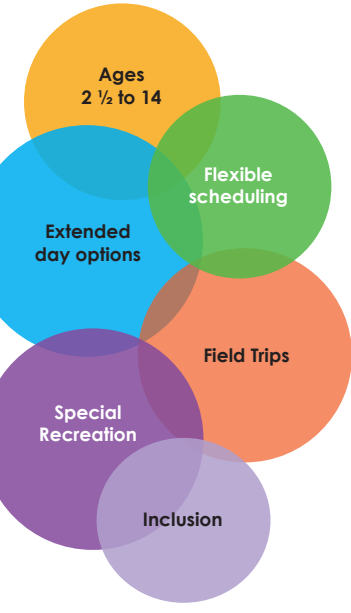 Ages
2 ½ to 14
Flexible
scheduling
Extended
day options
Field Trips
Special
Recreation
Inclusion